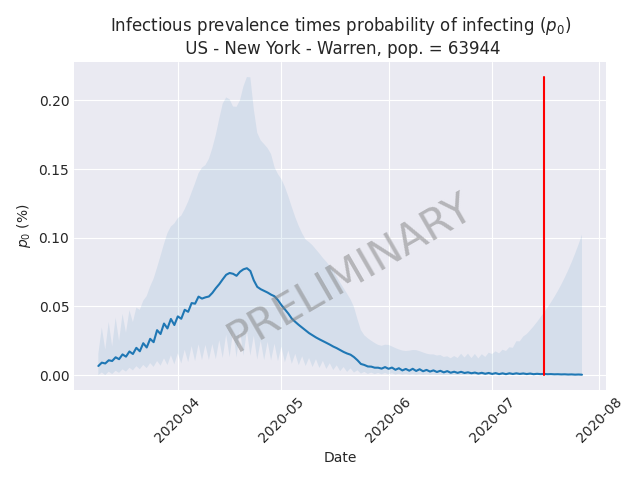 Infectious prevalence times probability of infecting (p₀)
US - New York - Warren, pop. = 63944
0.20
0.15
0.10
0.05
0.00
p₀ (%)
PRELIMINARY
2020-04
2020-05
2020-06
2020-07
2020-08
Date